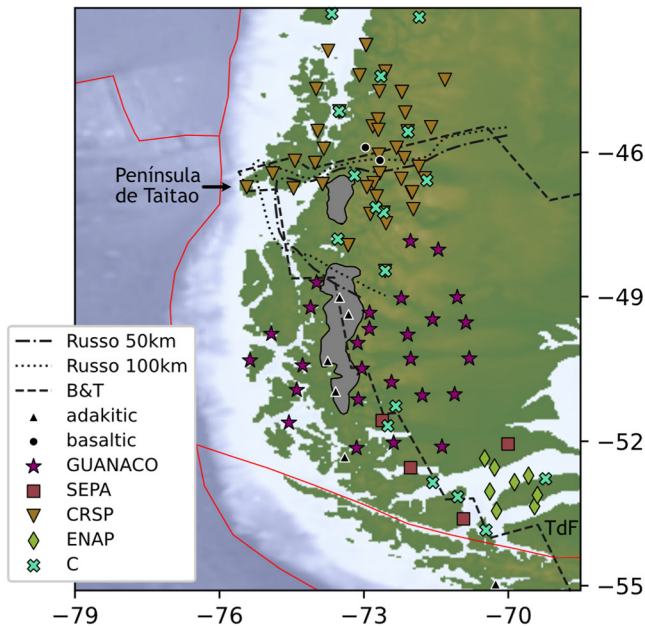 Península
de Taitao
Russo 50km
Russo 100km
B&T
adakitic
basaltic
GUANACO
SEPA
CRSP
ENAP
C
TdF
−46
−49
−52
−55
−79
−76
−73
−70